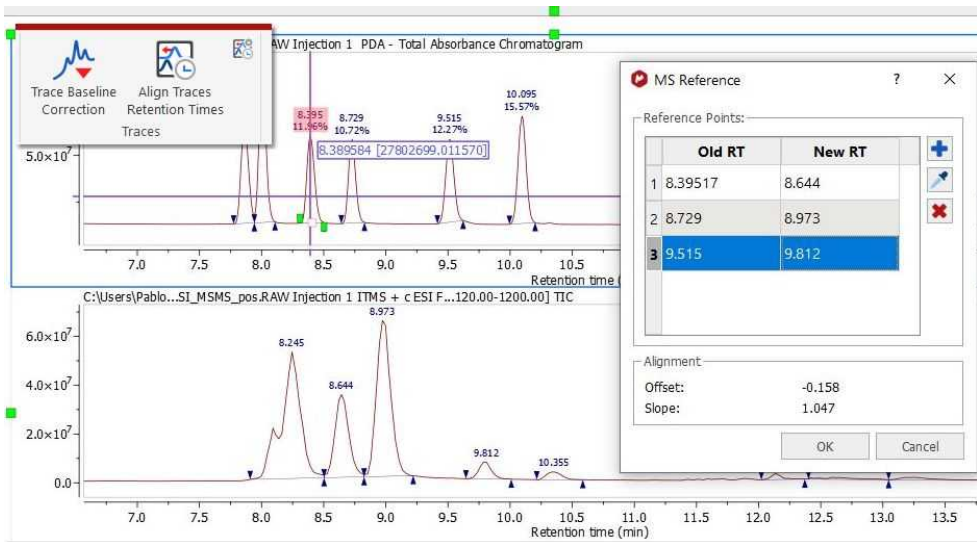 Trace Baseline
Correction
Align Traces
Retention Times
Traces
RAW Injection 1 PDA - Total Absorbance Chromatogram
8.395
11.96%
8.729
10.72%
9.515
12.27%
10.095
15.57%
8.389584 [27802699.011570]
5.0×10⁷
7.0 7.5 8.0 8.5 9.0 9.5 10.0 10.5
Retention time
C:\Users\Pablo...SI_MSMS_pos.RAW Injection 1 ITMS + c ESI F...120.00-1200.00] TIC
8.973
8.245
8.644
9.812
10.355
6.0×10⁷
4.0×10⁷
2.0×10⁷
0.0
7.0 7.5 8.0 8.5 9.0 9.5 10.0 10.5 11.0 11.5 12.0 12.5 13.0 13.5
Retention time (min)
MS Reference
?
Reference Points:
Old RT New RT
1 8.39517 8.644
2 8.729 8.973
3 9.515 9.812
Alignment
Offset: -0.158
Slope: 1.047
OK Cancel